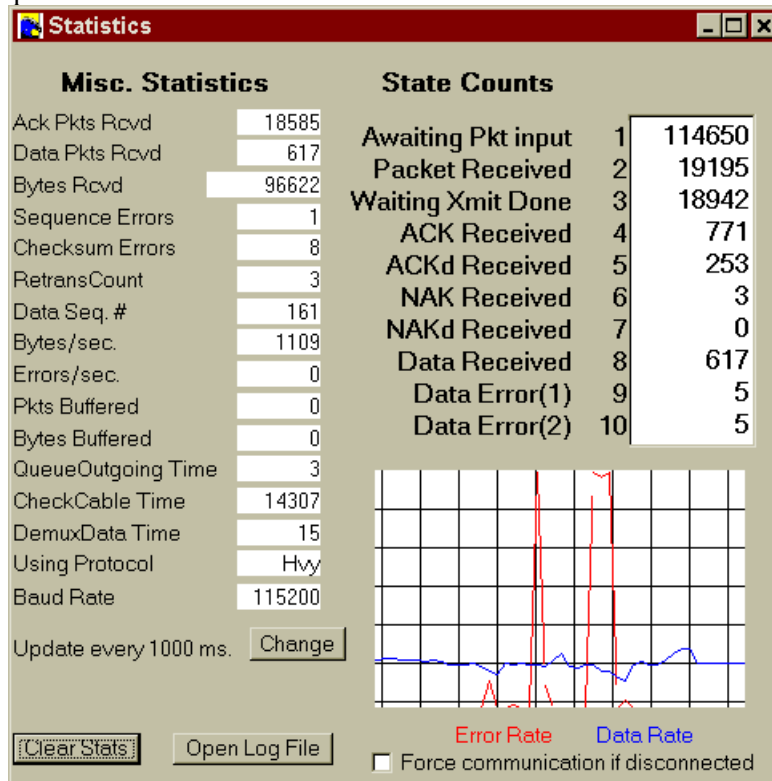 Statistics
Misc. Statistics
Ack Pkts Rcvd 18585
Data Pkts Rcvd 617
Bytes Rcvd 96622
Sequence Errors 1
Checksum Errors 8
RetransCount 3
Data Seq. # 161
Bytes/sec. 1109
Errors/sec. 0
Pkts Buffered 0
Bytes Buffered 0
QueueOutgoing Time 3
CheckCable Time 14307
DemuxData Time 15
Using Protocol Hvy
Baud Rate 115200
Update every 1000 ms. Change
Clear Stats Open Log File
State Counts
Awaiting Pkt input 1 114650
Packet Received 2 19195
Waiting Xmit Done 3 18942
ACK Received 4 771
ACKd Received 5 253
NAK Received 6 3
NAKd Received 7 0
Data Received 8 617
Data Error(1) 9 5
Data Error(2) 10 5
Error Rate Data Rate
Force communication if disconnected